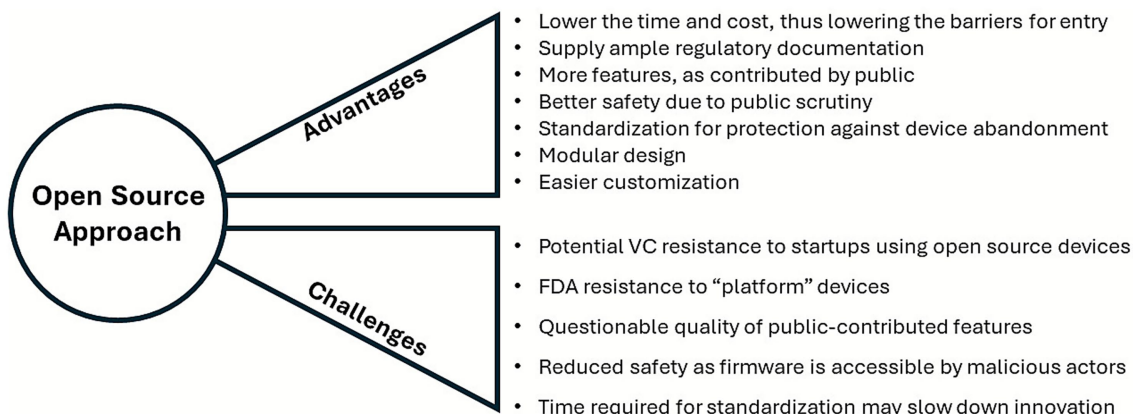 Open Source
Approach
Advantages
• Lower the time and cost, thus lowering the barriers for entry
• Supply ample regulatory documentation
• More features, as contributed by public
• Better safety due to public scrutiny
• Standardization for protection against device abandonment
• Modular design
• Easier customization
Challenges
• Potential VC resistance to startups using open source devices
• FDA resistance to “platform” devices
• Questionable quality of public-contributed features
• Reduced safety as firmware is accessible by malicious actors
• Time required for standardization may slow down innovation